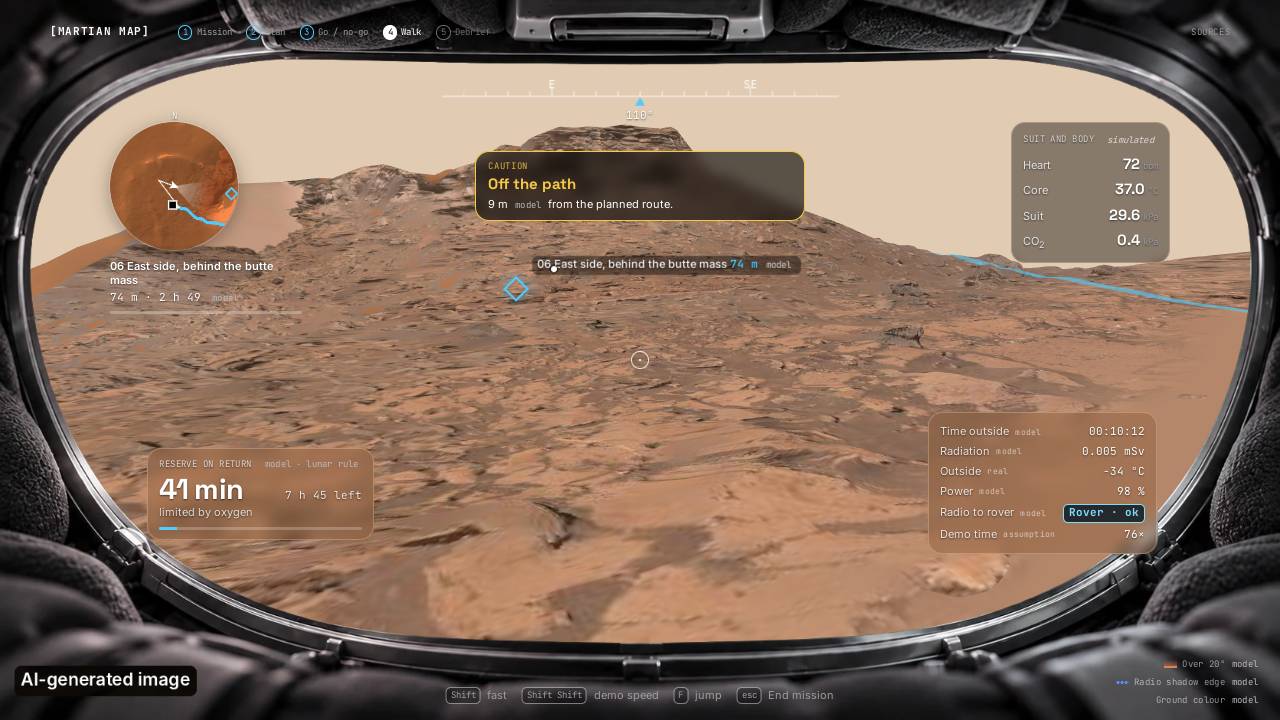 [MARTIAN MAP]
1 Mission
2 Plan
3 Go / no-go
4 Walk
5 Debrief
SOURCES
E
SE
110°
N
CAUTION
Off the path
9 m model from the planned route.
SUIT AND BODY simulated
Heart 72 bpm
Core 37.0 °C
Suit 29.6 kPa
CO2 0.4 kPa
06 East side, behind the butte mass
74 m · 2 h 49 model
06 East side, behind the butte mass 74 m model
RESERVE ON RETURN model · lunar rule
41 min 7 h 45 left
limited by oxygen
Time outside model 00:10:12
Radiation model 0.005 mSv
Outside real -34 °C
Power model 98 %
Radio to rover model Rover · ok
Demo time assumption 76×
AI-generated image
Shift fast Shift Shift demo speed F jump esc End mission
Over 20° model
Radio shadow edge model
Ground colour model